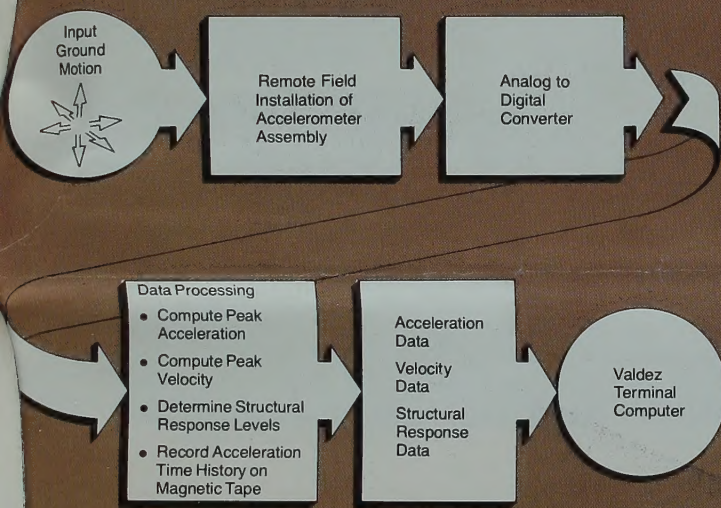 Input
Ground
Motion
Remote Field
Installation of
Accelerometer
Assembly
Analog to
Digital
Converter
Data Processing
• Compute Peak
Acceleration
• Compute Peak
Velocity
• Determine Structural
Response Levels
• Record Acceleration
Time History on
Magnetic Tape
Acceleration
Data
Velocity
Data
Structural
Response
Data
Valdez
Terminal
Computer